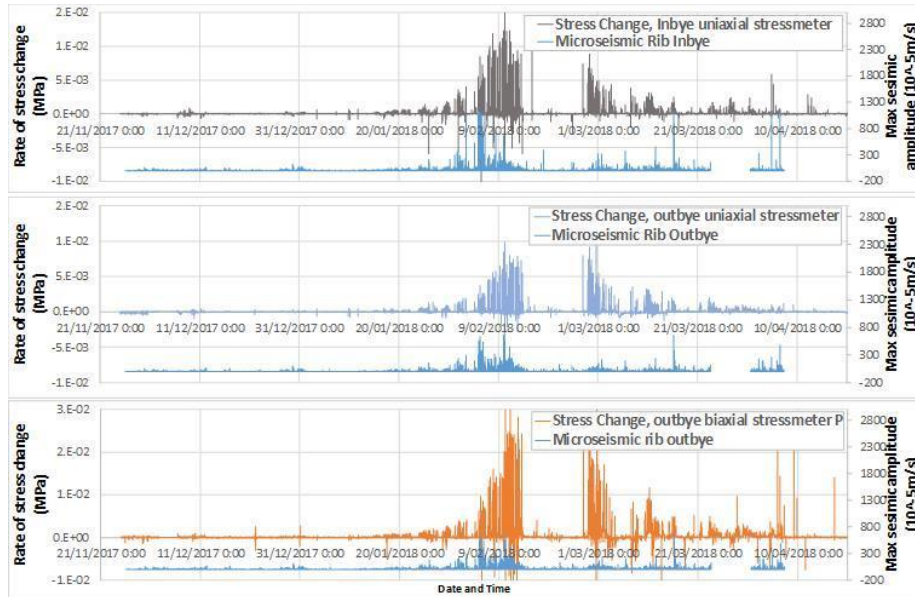 2.E-02
1.E-02
5.E-03
0.E+00
-5.E-03
-1.E-02
Rate of stress change
(MPa)
Stress Change, Inbye uniaxial stressmeter
Microseismic Rib Inbye
21/11/2017 0:00
11/12/2017 0:00
31/12/2017 0:00
20/01/2018 0:00
9/02/2018 0:00
1/03/2018 0:00
21/03/2018 0:00
10/04/2018 0:00
2800
2300
1800
1300
800
300
-200
Max sesismic
amplitude (10^-5m/s)
2.E-02
1.E-02
5.E-03
0.E+00
-5.E-03
-1.E-02
Rate of stress change
(MPa)
Stress Change, outbye uniaxial stressmeter
Microseismic Rib Outbye
21/11/2017 0:00
11/12/2017 0:00
31/12/2017 0:00
20/01/2018 0:00
9/02/2018 0:00
1/03/2018 0:00
21/03/2018 0:00
10/04/2018 0:00
2800
2300
1800
1300
800
300
-200
Max sesimicamplitude
(10^-5m/s)
3.E-02
2.E-02
1.E-02
0.E+00
-1.E-02
Rate of stress change
(MPa)
Stress Change, outbye biaxial stressmeter P
Microseismic rib outbye
21/11/2017 0:00
11/12/2017 0:00
31/12/2017 0:00
20/01/2018 0:00
9/02/2018 0:00
1/03/2018 0:00
21/03/2018 0:00
10/04/2018 0:00
2800
2300
1800
1300
800
300
-200
Max sesimicamplitude
(10^-5m/s)
Date and Time